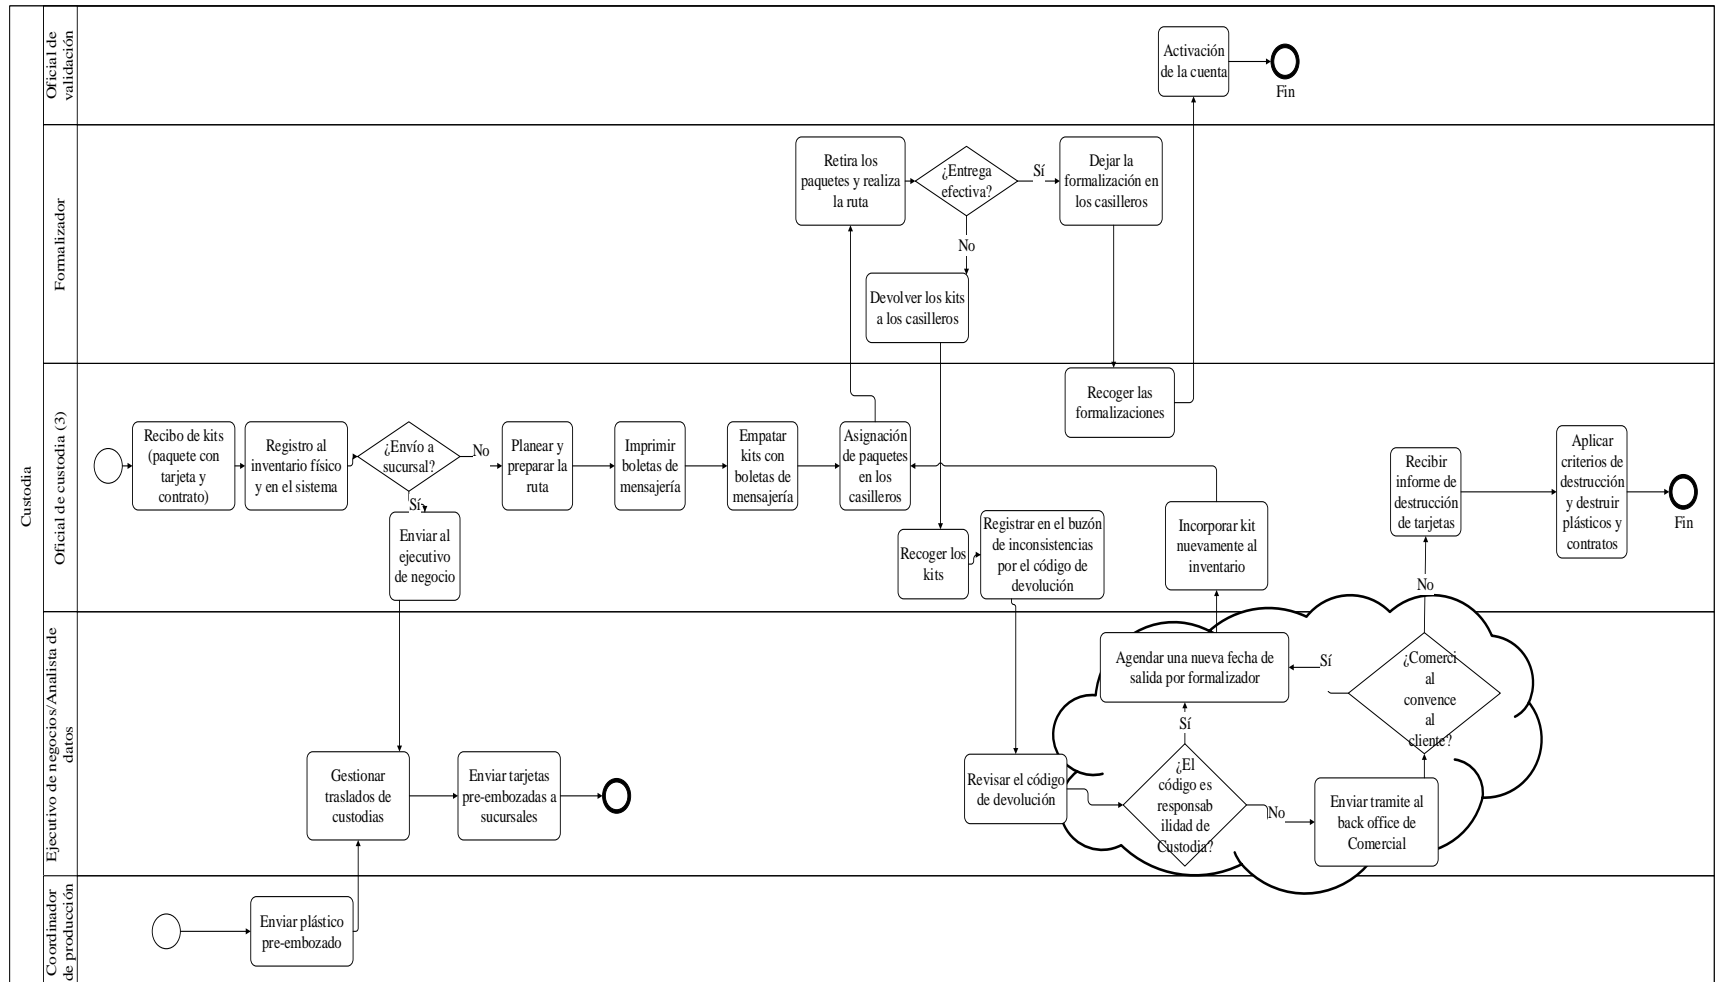 Custodia
Oficial de
validación
Activación
de la cuenta
Fin
Formalizador
Retira los
paquetes y realiza
la ruta
¿Entrega
efectiva?
Sí
Dejar la
formalización en
los casilleros
No
Devolver los kits
a los casilleros
Oficial de custodia (3)
Recoger las
formalizaciones
Recibo de kits
(paquete con
tarjeta y
contrato)
Registro al
inventario físico
y en el sistema
¿Envío a
sucursal?
No
Sí
Planear y
preparar la
ruta
Imprimir
boletas de
mensajería
Empatar
kits con
boletas de
mensajería
Asignación
de paquetes
en los
casilleros
Enviar al
ejecutivo
de negocio
Recoger los
kits
Registrar en el buzón
de inconsistencias
por el código de
devolución
Incorporar kit
nuevamente al
inventario
Recibir
informe de
destrucción
de tarjetas
Aplicar
criterios de
destrucción
y destruir
plásticos y
contratos
Fin
No
Ejecutivo de negocios/Analista de
datos
Agendar una nueva fecha de
salida por formalizador
Sí
¿Comerci
al
convence
al
cliente?
Sí
Gestionar
traslados de
custodias
Enviar tarjetas
pre-embozadas a
sucursales
Revisar el código
de devolución
¿El
código es
responsab
ilidad de
Custodia?
No
Enviar tramite al
back office de
Comercial
Coordinador
de producción
Enviar plástico
pre-embozado